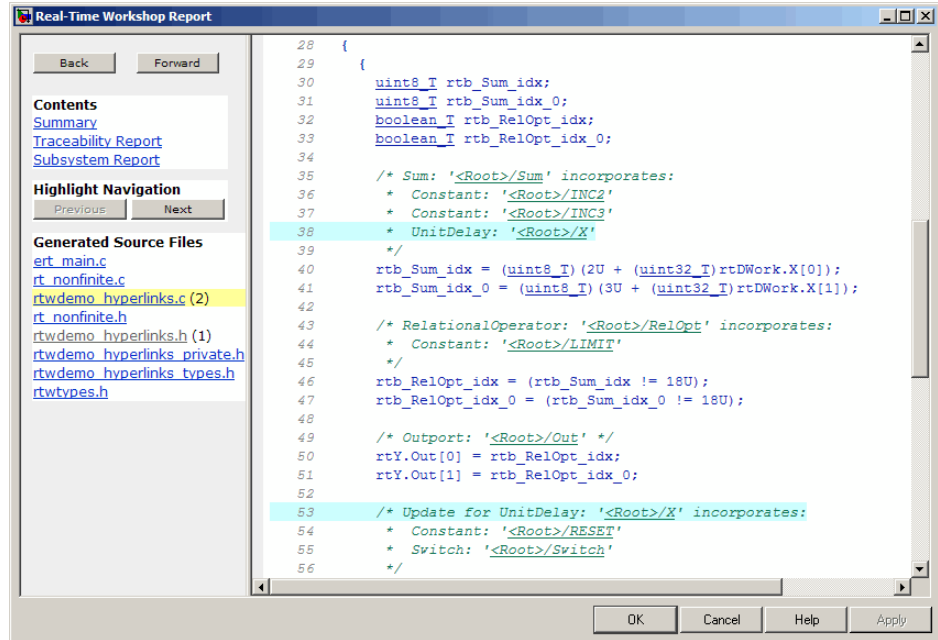 Real-Time Workshop Report
Back Forward
Contents
Summary
Traceability Report
Subsystem Report
Highlight Navigation
Previous Next
Generated Source Files
ert_main.c
rt_nonfinite.c
rtwdemo_hyperlinks.c (2)
rt_nonfinite.h
rtwdemo_hyperlinks.h (1)
rtwdemo_hyperlinks_private.h
rtwdemo_hyperlinks_types.h
rtwtypes.h
28 {
29 {
30 uint8_T rtb_Sum_idx;
31 uint8_T rtb_Sum_idx_0;
32 boolean_T rtb_RelOpt_idx;
33 boolean_T rtb_RelOpt_idx_0;
34
35 /* Sum: '<Root>/Sum' incorporates:
36 * Constant: '<Root>/INC2'
37 * Constant: '<Root>/INC3'
38 * UnitDelay: '<Root>/X'
39 */
40 rtb_Sum_idx = (uint8_T)(2U + (uint32_T)rtDWork.X[0]);
41 rtb_Sum_idx_0 = (uint8_T)(3U + (uint32_T)rtDWork.X[1]);
42
43 /* RelationalOperator: '<Root>/RelOpt' incorporates:
44 * Constant: '<Root>/LIMIT'
45 */
46 rtb_RelOpt_idx = (rtb_Sum_idx != 18U);
47 rtb_RelOpt_idx_0 = (rtb_Sum_idx_0 != 18U);
48
49 /* Outport: '<Root>/Out' */
50 rtY.Out[0] = rtb_RelOpt_idx;
51 rtY.Out[1] = rtb_RelOpt_idx_0;
52
53 /* Update for UnitDelay: '<Root>/X' incorporates:
54 * Constant: '<Root>/RESET'
55 * Switch: '<Root>/Switch'
56 */
OK Cancel Help Apply